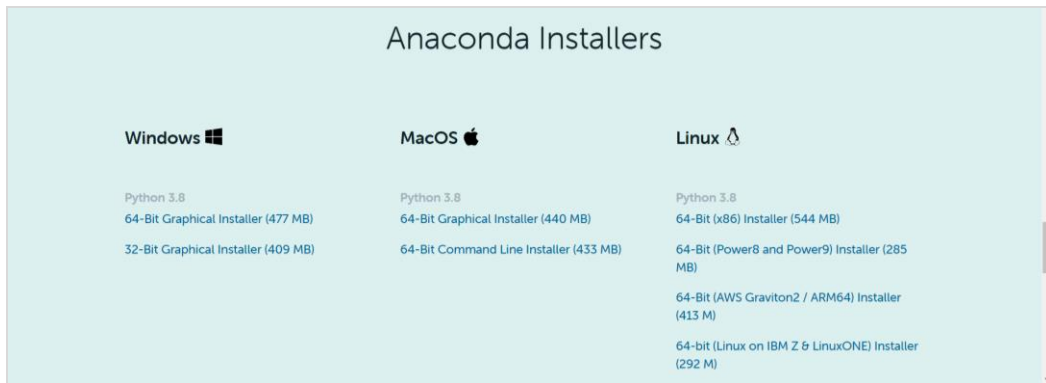 Anaconda Installers
Windows
Python 3.8
64-Bit Graphical Installer (477 MB)
32-Bit Graphical Installer (409 MB)
MacOS
Python 3.8
64-Bit Graphical Installer (440 MB)
64-Bit Command Line Installer (433 MB)
Linux
Python 3.8
64-Bit (x86) Installer (544 MB)
64-Bit (Power8 and Power9) Installer (285
MB)
64-Bit (AWS Graviton2 / ARM64) Installer
(413 M)
64-bit (Linux on IBM Z & LinuxONE) Installer
(292 M)